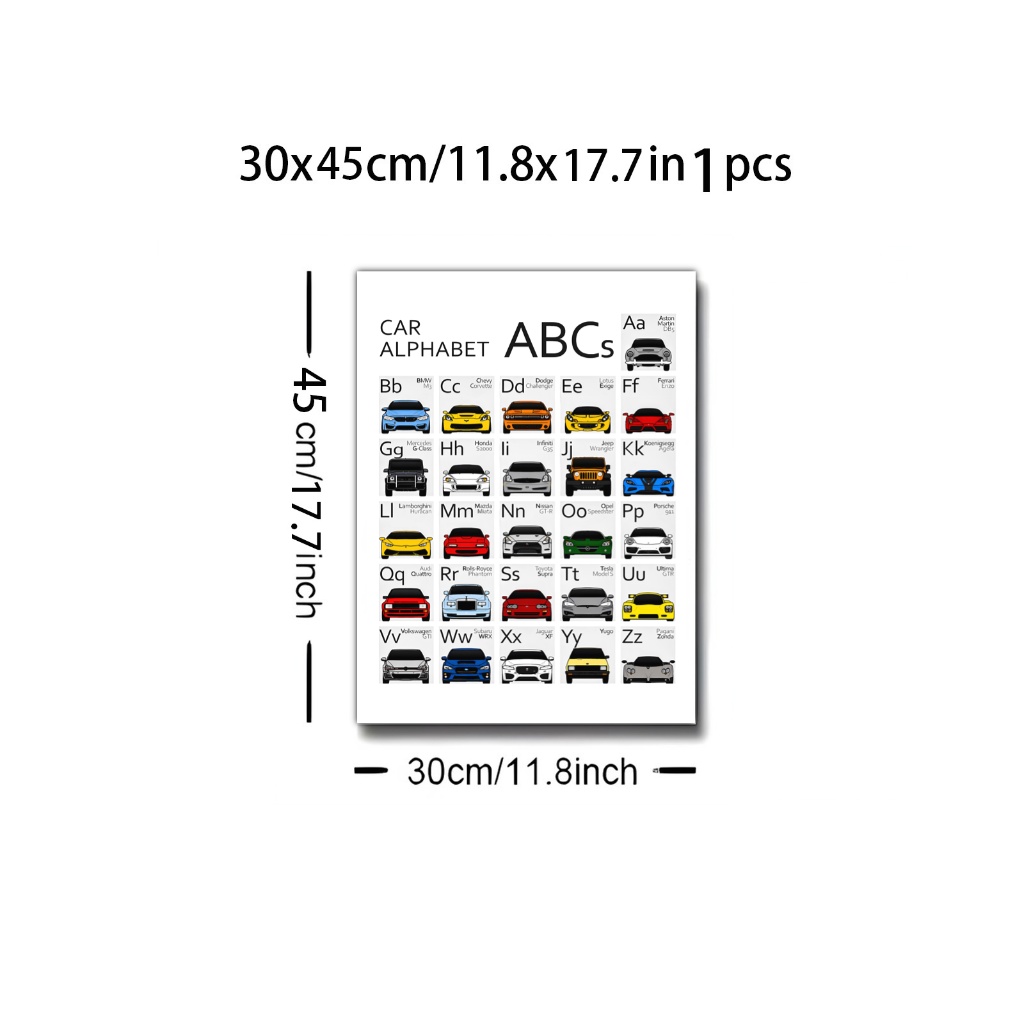 30x45cm/11.8x17.7in 1 pcs
CAR
ALPHABET
ABCs
Aa Aston
Martin
DB5
Bb BMW
M3
Cc Chevy
Corvette
Dd Dodge
Challenger
Ee Lotus
Exige
Ff Ferrari
Enzo
Gg Mercedes
G-Class
Hh Honda
S2000
Ii Infiniti
G35
Jj Jeep
Wrangler
Kk Koenigsegg
Agera
Ll Lamborghini
Huracan
Mm Mazda
Miata
Nn Nissan
GT-R
Oo Opel
Speedster
Pp Porsche
911
Qq Audi
Quattro
Rr Rolls-Royce
Phantom
Ss Toyota
Supra
Tt Tesla
Model S
Uu Ultima
GTR
Vv Volkswagen
GTI
Ww Subaru
WRX
Xx Jaguar
XF
Yy Yugo
Zz Pagani
Zonda
45cm/17.7inch
30cm/11.8inch